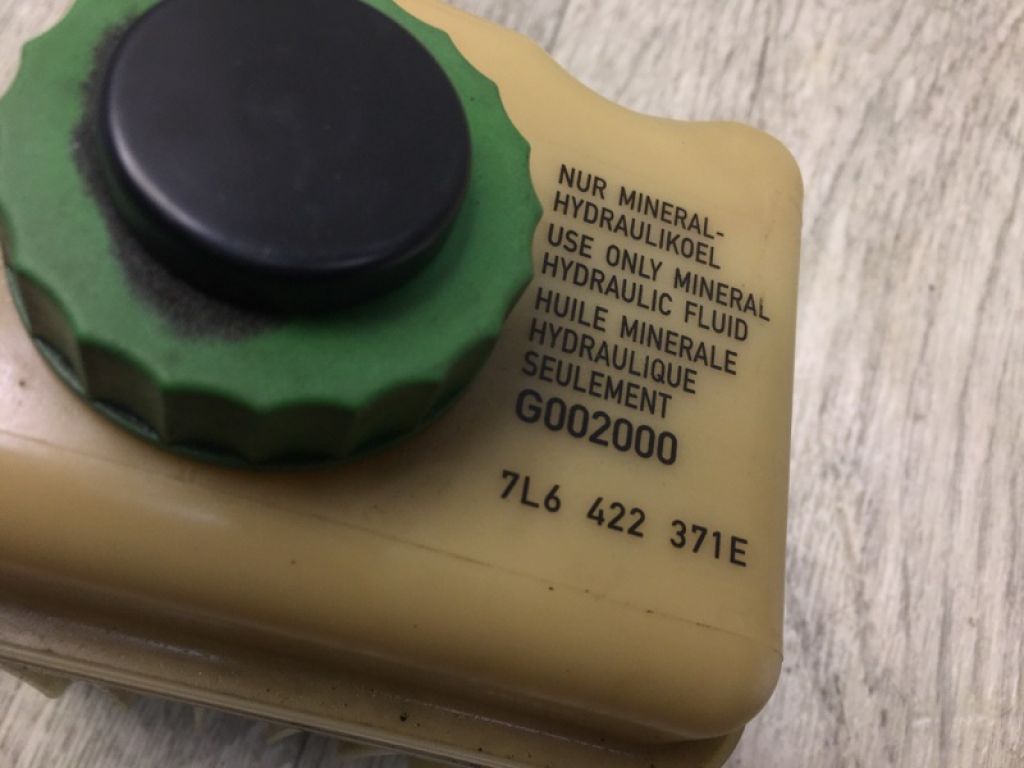 NUR MINERAL-
HYDRAULIKOEL
USE ONLY MINERAL
HYDRAULIC FLUID
HUILE MINERALE
HYDRAULIQUE
SEULEMENT
G002000
7L6 422 371E